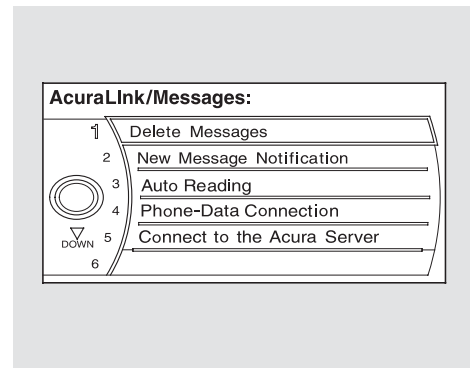 AcuraLInk/Messages:
1 Delete Messages
2 New Message Notification
3 Auto Reading
4 Phone-Data Connection
DOWN 5 Connect to the Acura Server
6